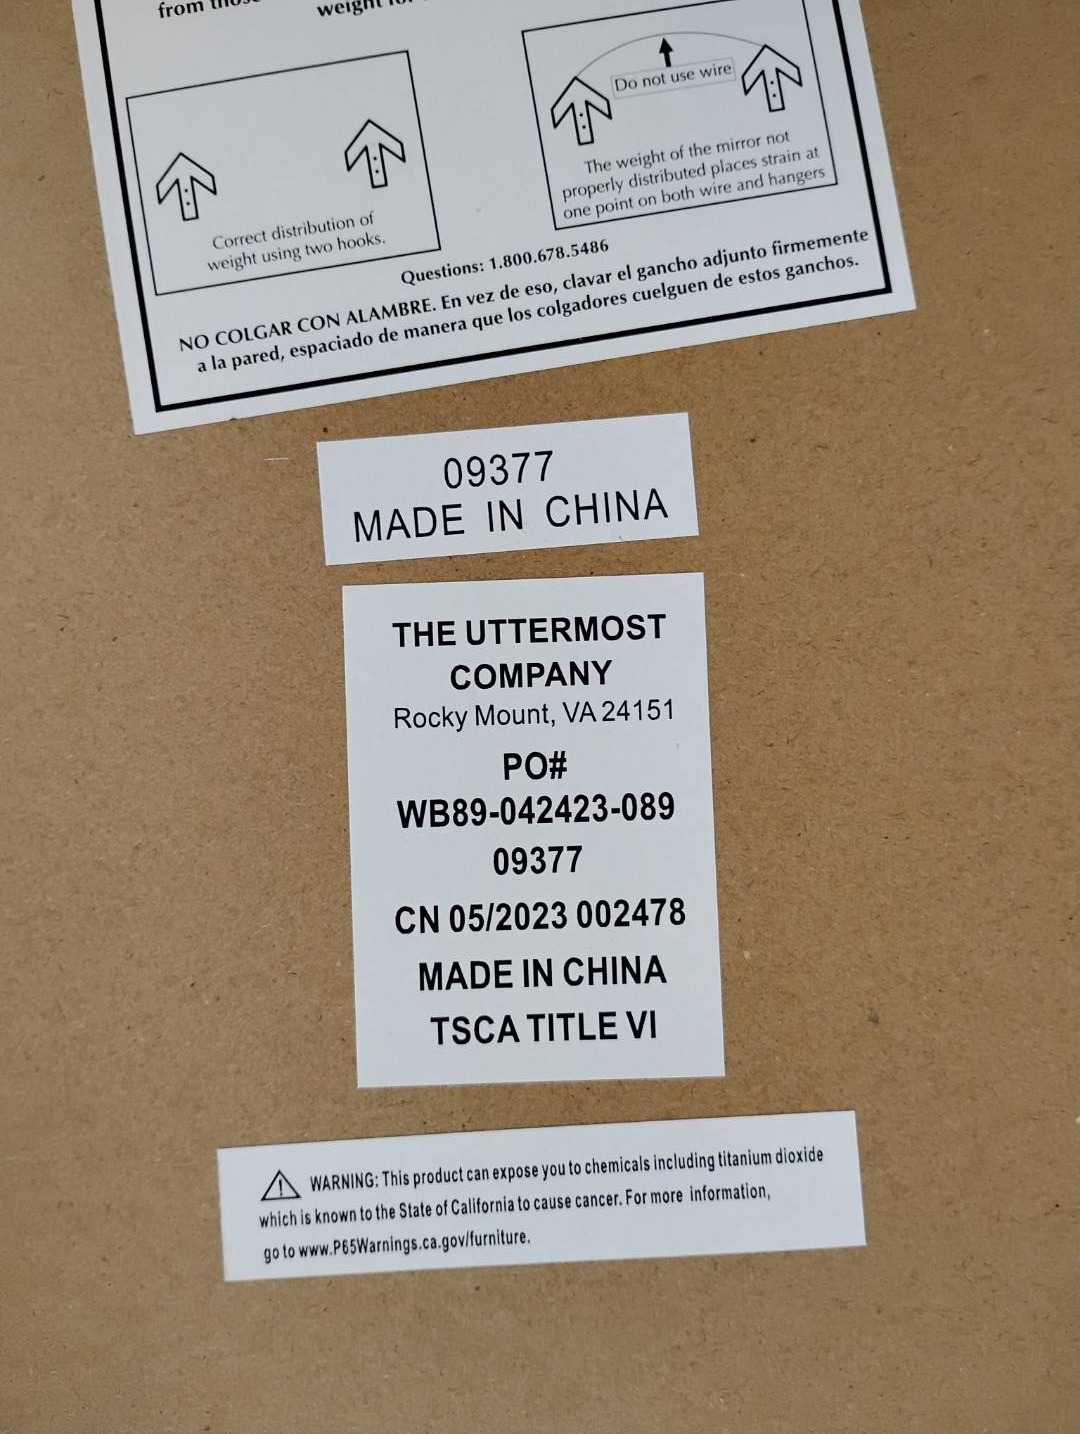 from those
weight for
Do not use wire
Correct distribution of
weight using two hooks.
The weight of the mirror not
properly distributed places strain at
one point on both wire and hangers
Questions: 1.800.678.5486
NO COLGAR CON ALAMBRE. En vez de eso, clavar el gancho adjunto firmemente
a la pared, espaciado de manera que los colgadores cuelguen de estos ganchos.
09377
MADE IN CHINA
THE UTTERMOST
COMPANY
Rocky Mount, VA 24151
PO#
WB89-042423-089
09377
CN 05/2023 002478
MADE IN CHINA
TSCA TITLE VI
WARNING: This product can expose you to chemicals including titanium dioxide
which is known to the State of California to cause cancer. For more information,
go to www.P65Warnings.ca.gov/furniture.